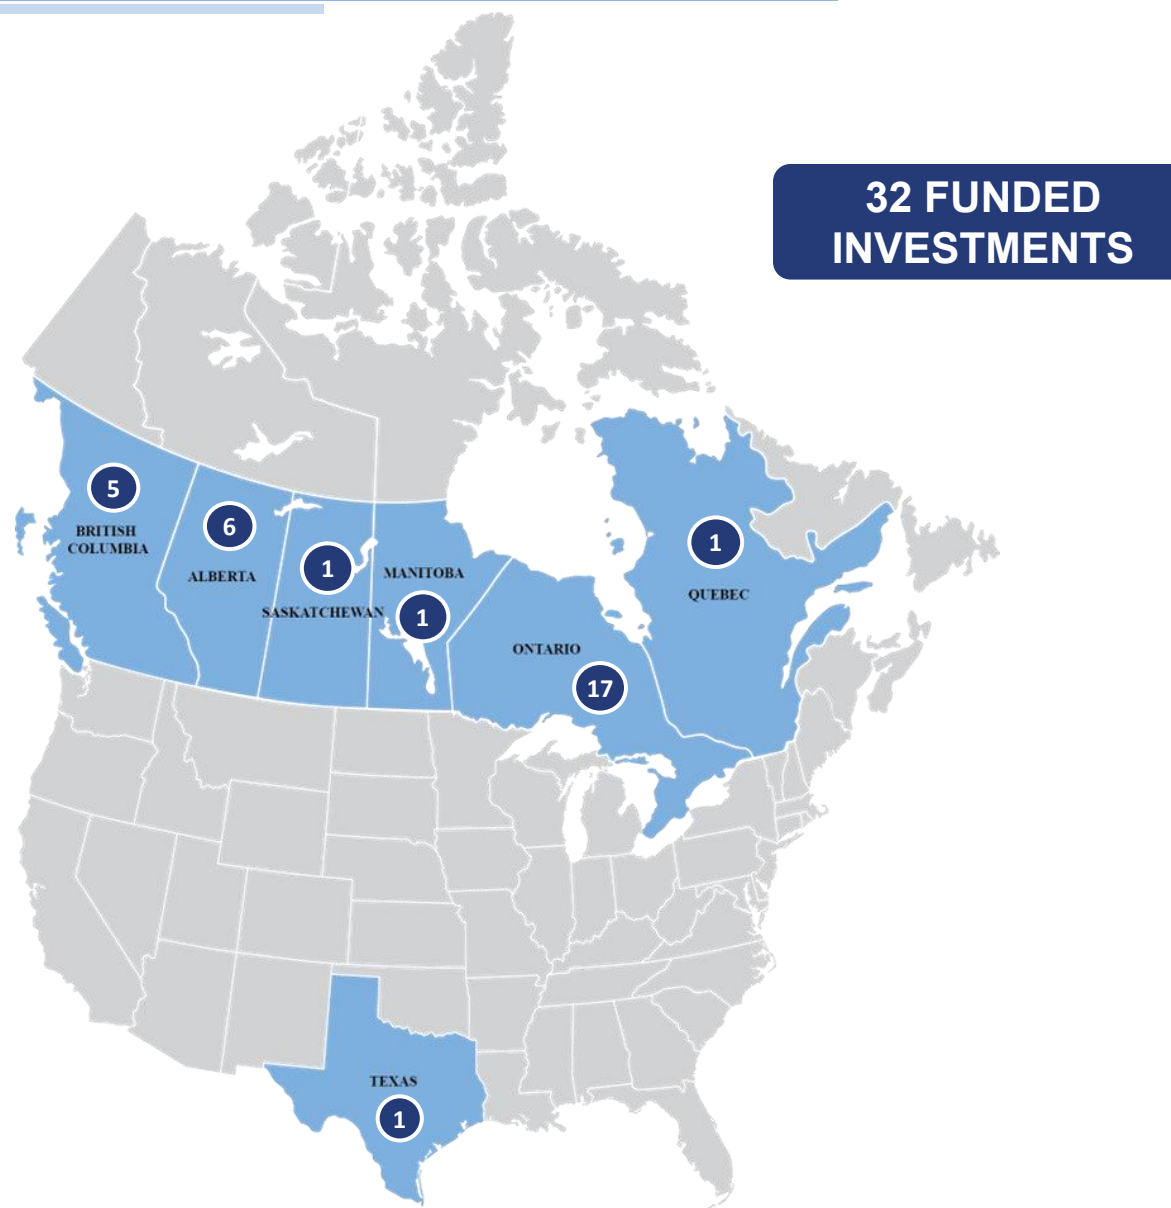 32 FUNDED
INVESTMENTS
5
BRITISH
COLUMBIA
6
ALBERTA
1
SASKATCHEWAN
MANITOBA
1
ONTARIO
17
1
QUEBEC
TEXAS
1